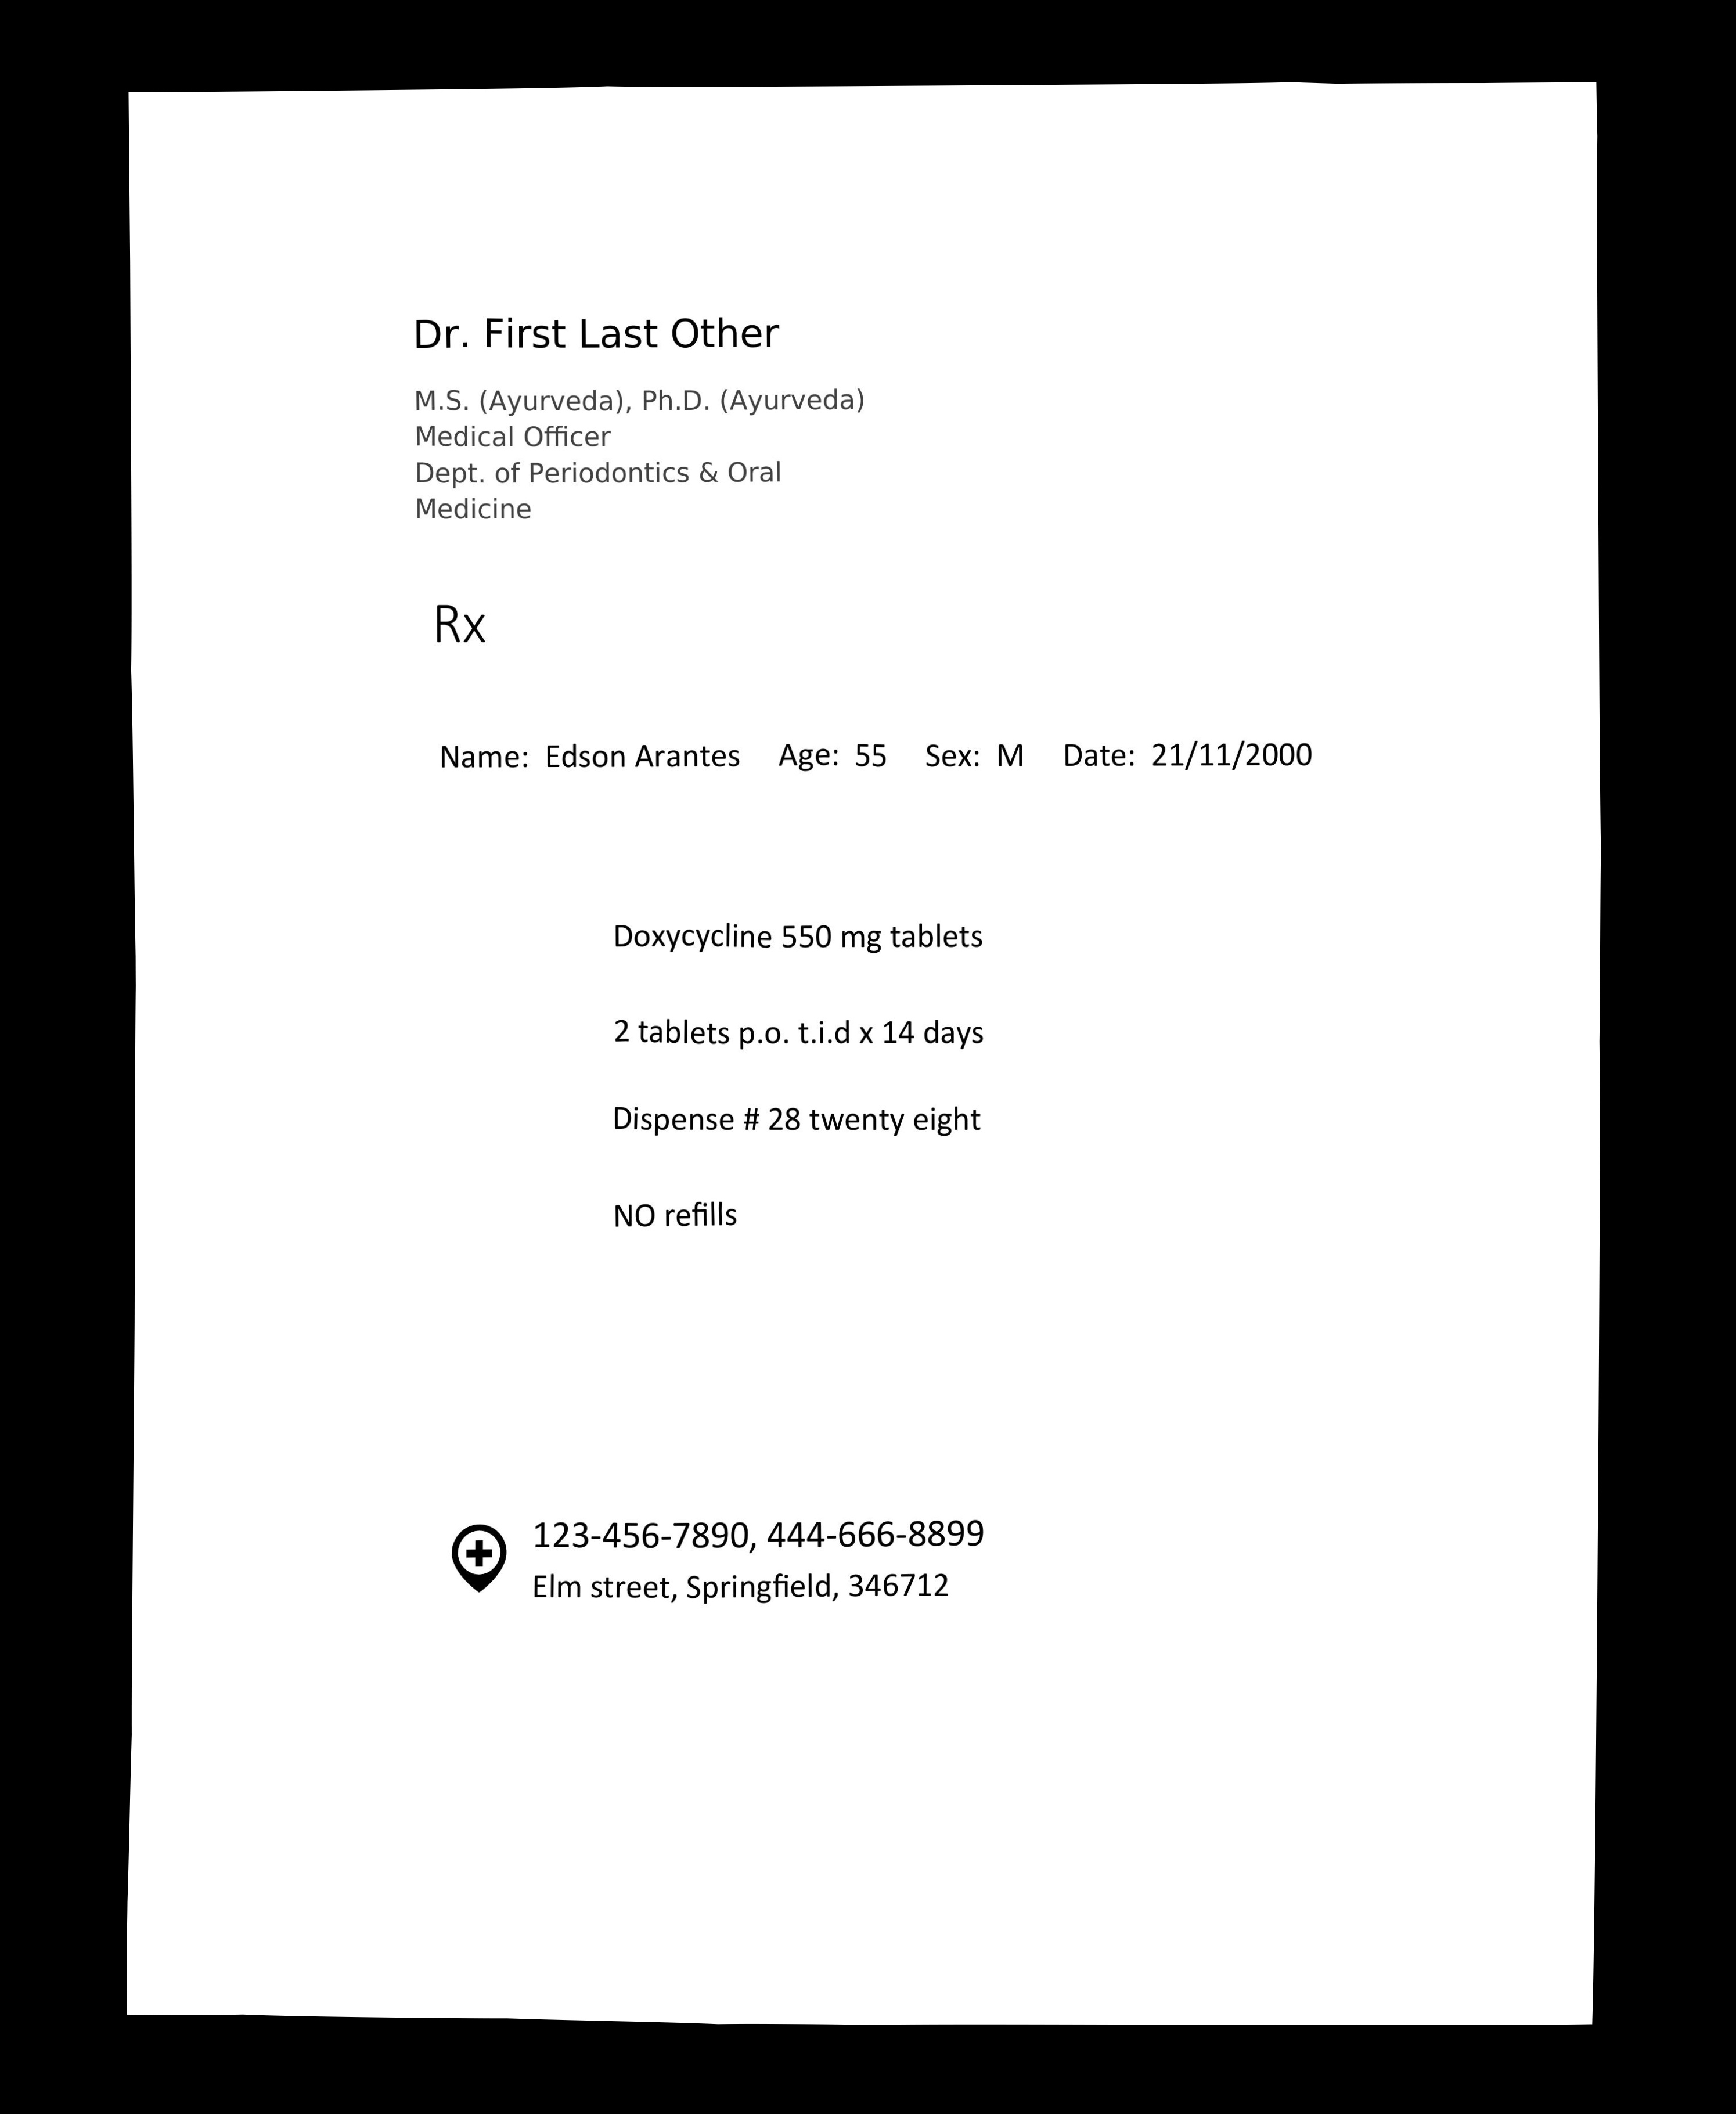 Dr. First Last Other
M.S. (Ayurveda), Ph.D. (Ayurveda)
Medical Officer
Dept. of Periodontics & Oral
Medicine
Rx
Name: Edson Arantes Age: 55 Sex: M Date: 21/11/2000
Doxycycline 550 mg tablets
2 tablets p.o. t.i.d x 14 days
Dispense # 28 twenty eight
NO refills
123-456-7890, 444-666-8899
Elm street, Springfield, 346712